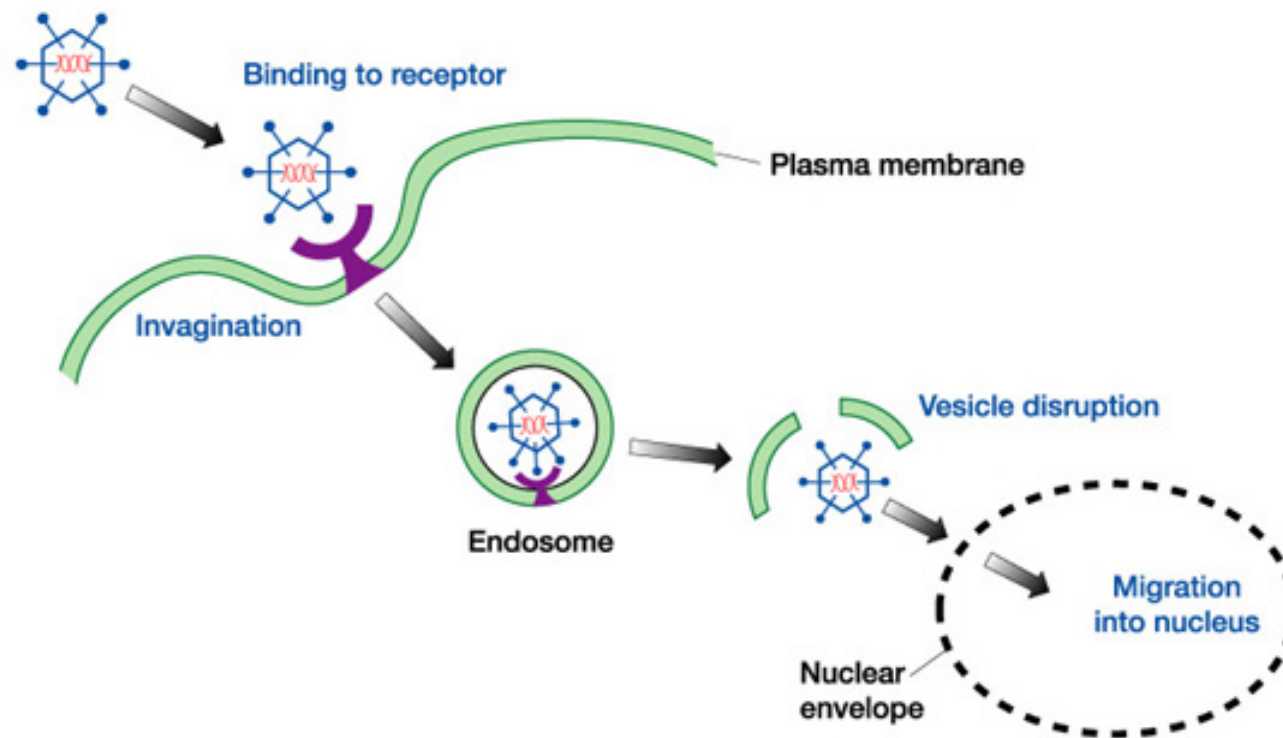 Binding to receptor
Plasma membrane
Invagination
Vesicle disruption
Endosome
Migration
into nucleus
Nuclear
envelope